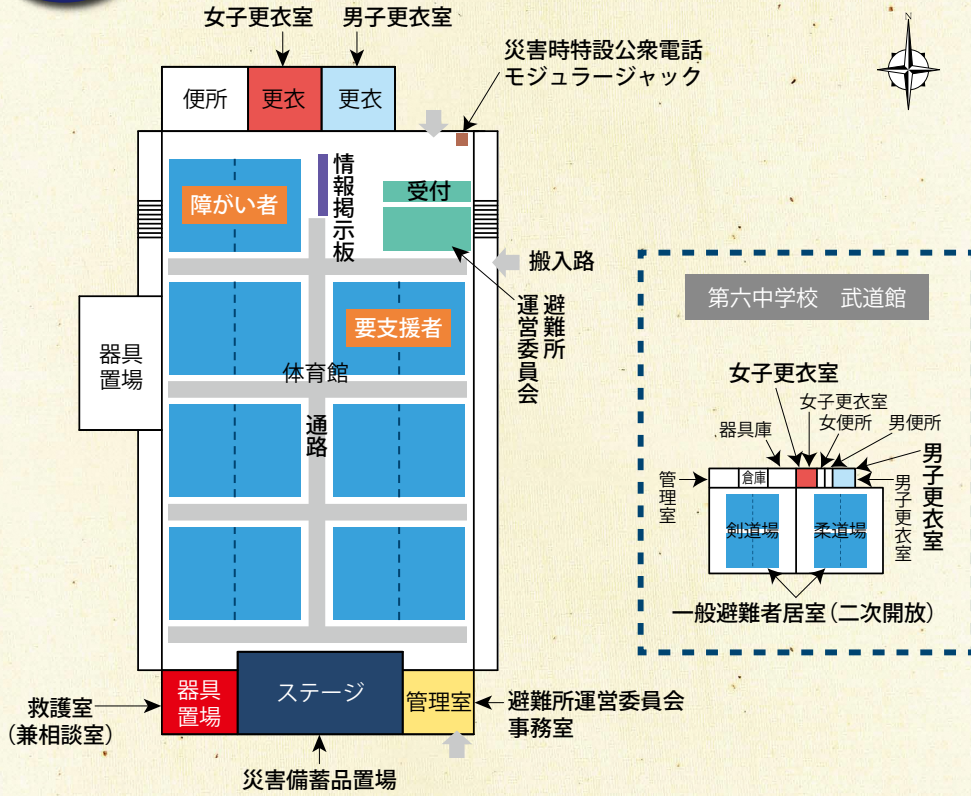 女子更衣室
男子更衣室
災害時特設公衆電話
モジュラージャック
N
便所
更衣
更衣
情報掲示板
受付
障がい者
搬入路
避難所
運営委員会
要支援者
器具
置場
体育館
通路
器具
置場
ステージ
管理室
救護室
（兼相談室）
避難所運営委員会
事務室
災害備蓄品置場
第六中学校　武道館
女子更衣室
女子更衣室
器具庫
女便所
男便所
男子更衣室
管理室
倉庫
男子更衣室
剣道場
柔道場
一般避難者居室（二次開放）